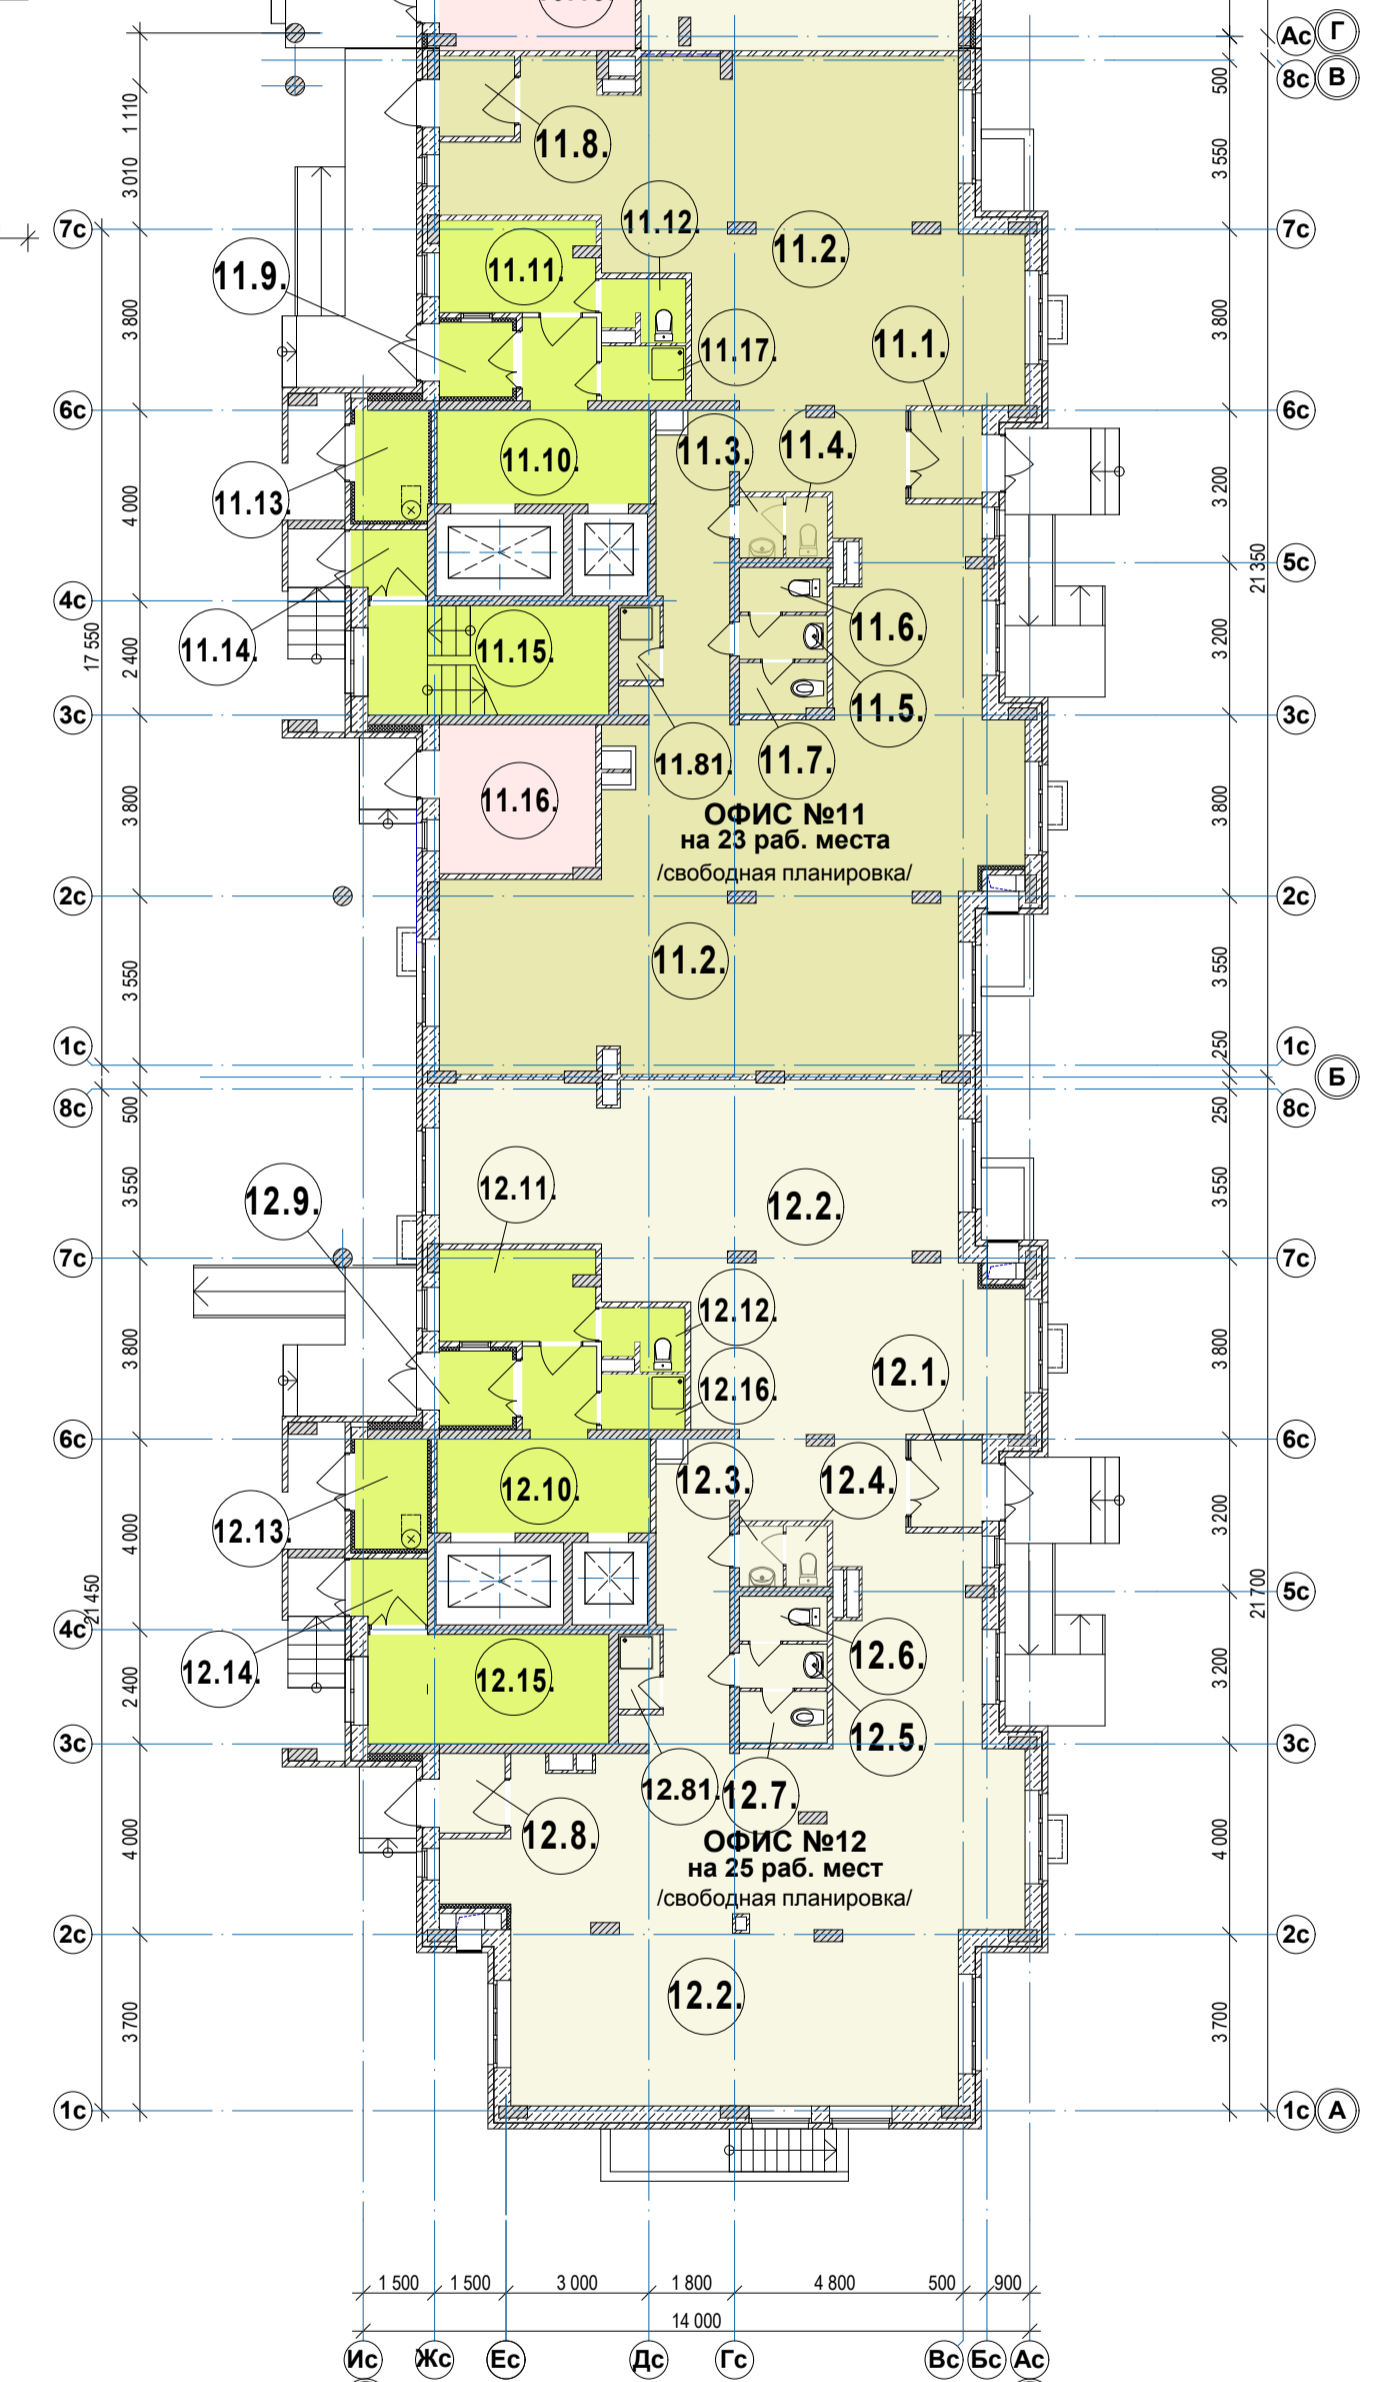 Ас
Г
8с
В
500
1 110
11.8.
3 010
3 550
11.12.
7с
11.2.
7с
11.9.
11.11.
3 800
11.17.
11.1.
3 800
6с
6с
11.3.
11.4.
11.10.
11.13.
4 000
3 200
5с
21 350
4с
17 550
11.14.
2 400
11.15.
11.6.
3 200
11.5.
3с
3с
11.81.
11.7.
11.16.
3 800
3 800
ОФИС №11
на 23 раб. места
/свободная планировка/
2с
2с
11.2.
3 550
3 550
1с
250
1с
Б
8с
500
250
8с
12.11.
3 550
3 550
12.9.
12.2.
7с
7с
12.12.
3 800
3 800
12.16.
12.1.
6с
6с
12.3.
12.4.
12.10.
12.13.
4 000
3 200
5с
21 450
21 700
4с
12.14.
2 400
12.15.
12.6.
3 200
12.5.
3с
3с
12.81.
12.7.
12.8.
4 000
4 000
ОФИС №12
на 25 раб. мест
/свободная планировка/
2с
2с
12.2.
3 700
3 700
1с
1с
А
1 500
1 500
3 000
1 800
4 800
500
900
14 000
Ис
Жс
Ес
Дс
Гс
Вс
Бс
Ас